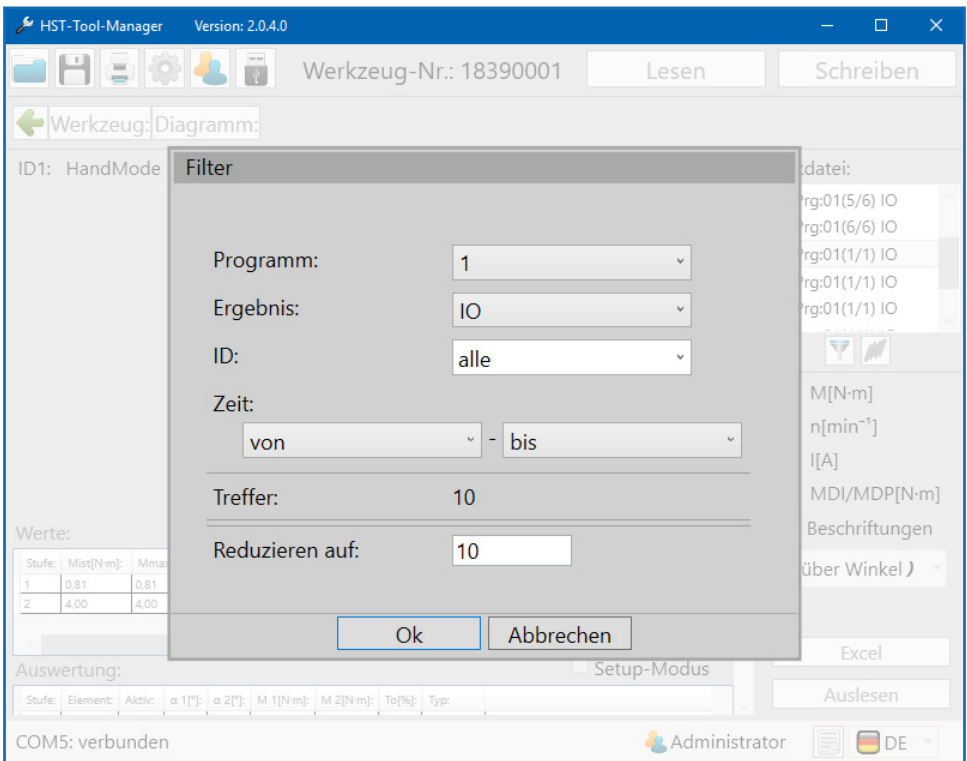 HST-Tool-Manager Version: 2.0.4.0
Werkzeug-Nr.: 18390001 Lesen Schreiben
Werkzeug: Diagramm:
ID1: HandMode
Filter
datei:
Prg:01(5/6) IO
Prg:01(6/6) IO
Prg:01(1/1) IO
Prg:01(1/1) IO
Prg:01(1/1) IO
Programm: 1
Ergebnis: IO
ID: alle
Zeit:
von - bis
Treffer: 10
Reduzieren auf: 10
Ok Abbrechen
M[N·m]
n[min⁻¹]
I[A]
MDI/MDP[N·m]
Beschriftungen
über Winkel )
Werte:
Stufe: Mist[N·m]: Mma
1 0,81 0,81
2 4,00 4,00
Excel
Auswertung: Setup-Modus
Auslesen
Stufe: Element: Aktiv: α 1[°]: α 2[°]: M 1[N·m]: M 2[N·m]: To[%]: Typ:
COM5: verbunden Administrator DE